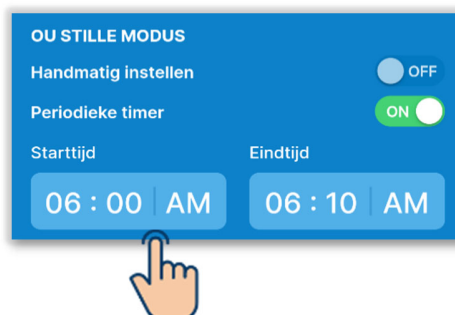 OU STILLE MODUS
Handmatig instellen OFF
Periodieke timer ON
Starttijd Eindtijd
06 : 00 AM 06 : 10 AM